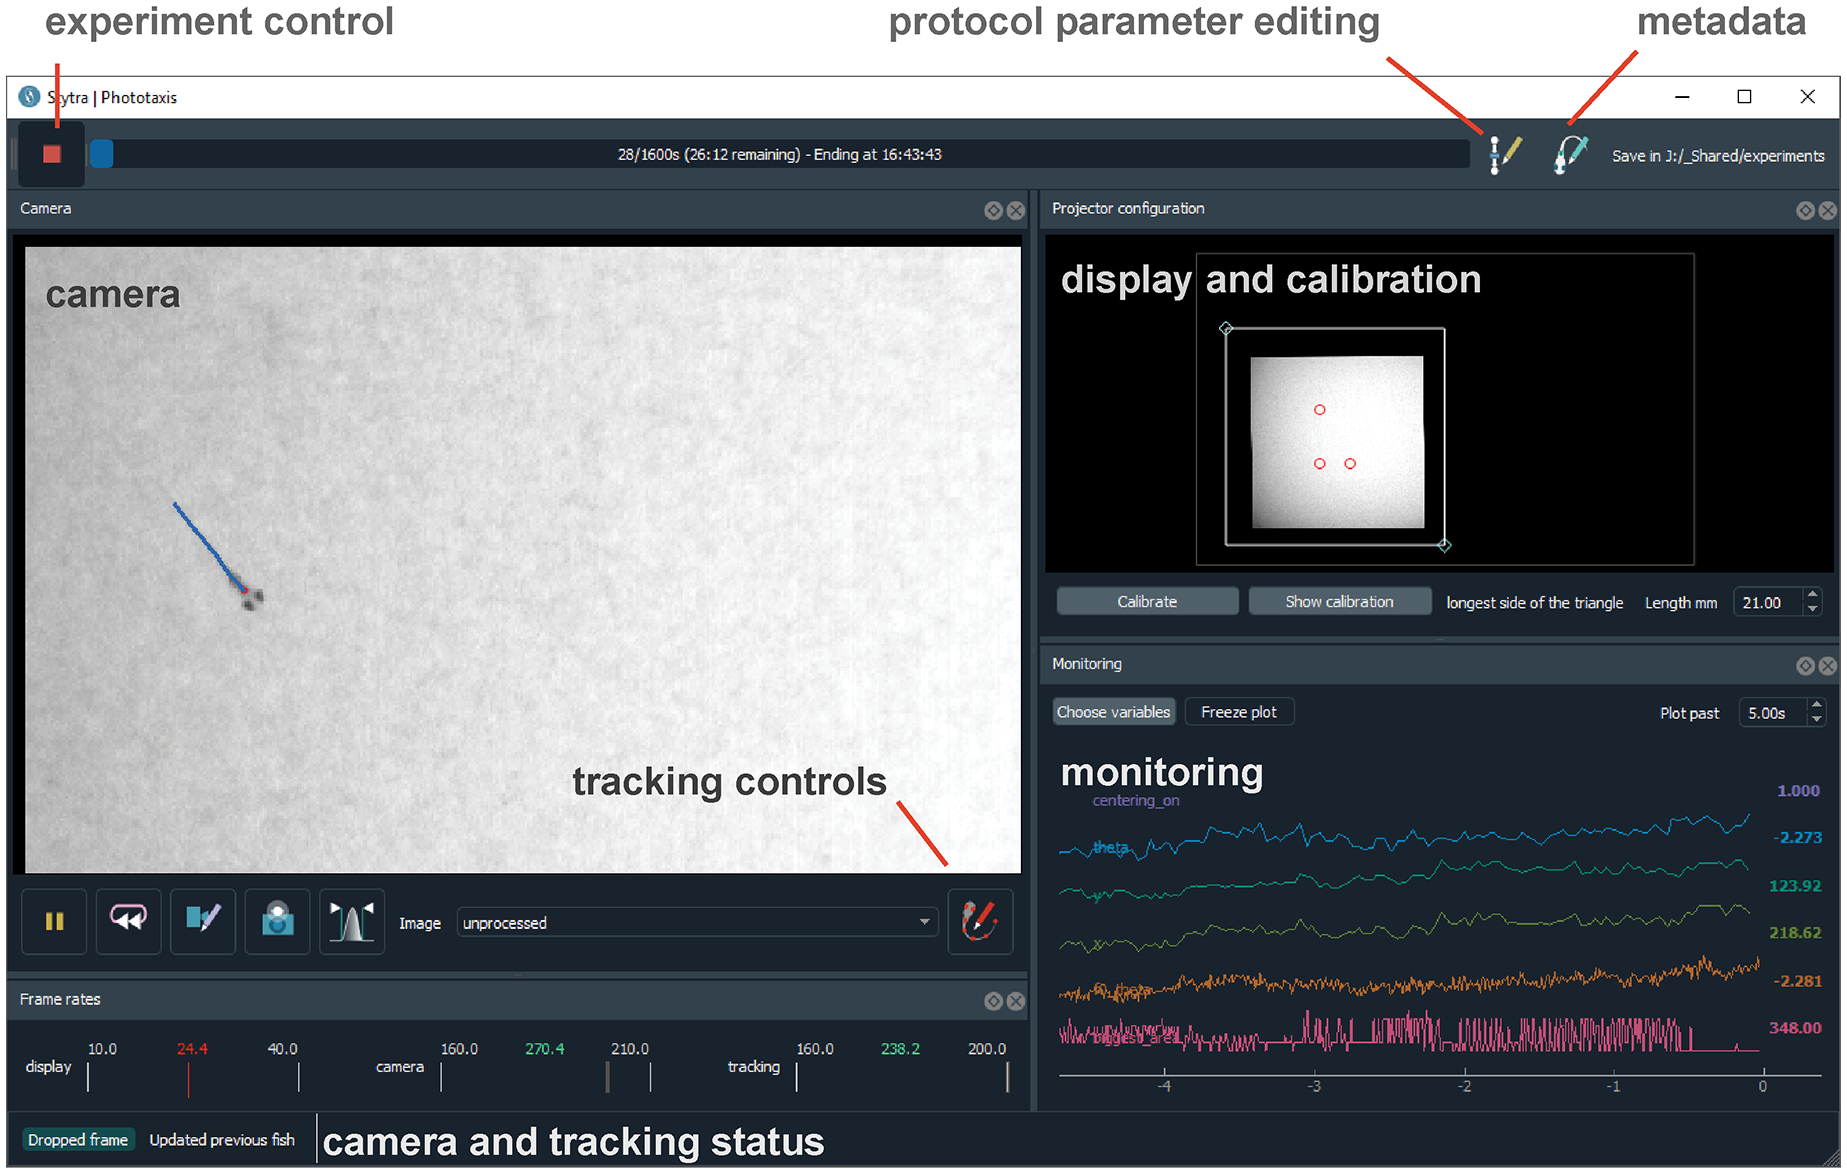 experiment control
protocol parameter editing
metadata
Stytra | Phototaxis
28/1600s (26:12 remaining) - Ending at 16:43:43
Save in J:/_Shared/experiments
Camera
Projector configuration
camera
display and calibration
Calibrate
Show calibration
longest side of the triangle
Length mm
21.00
Monitoring
Choose variables
Freeze plot
Plot past
5.00s
monitoring
tracking controls
centering_on
1.000
theta
-2.273
y
123.92
x
218.62
f0_theta
-2.281
biggest_area
348.00
-4 -3 -2 -1 0
Image
unprocessed
Frame rates
display
10.0 24.4 40.0
camera
160.0 270.4 210.0
tracking
160.0 238.2 200.0
Dropped frame
Updated previous fish
camera and tracking status